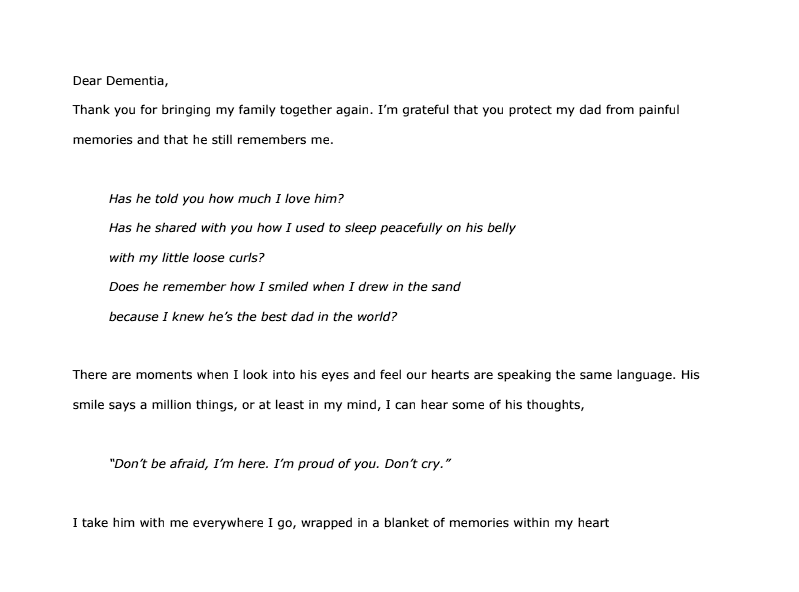 Dear Dementia,
Thank you for bringing my family together again. I’m grateful that you protect my dad from painful
memories and that he still remembers me.
Has he told you how much I love him?
Has he shared with you how I used to sleep peacefully on his belly
with my little loose curls?
Does he remember how I smiled when I drew in the sand
because I knew he’s the best dad in the world?
There are moments when I look into his eyes and feel our hearts are speaking the same language. His
smile says a million things, or at least in my mind, I can hear some of his thoughts,
“Don’t be afraid, I’m here. I’m proud of you. Don’t cry.”
I take him with me everywhere I go, wrapped in a blanket of memories within my heart